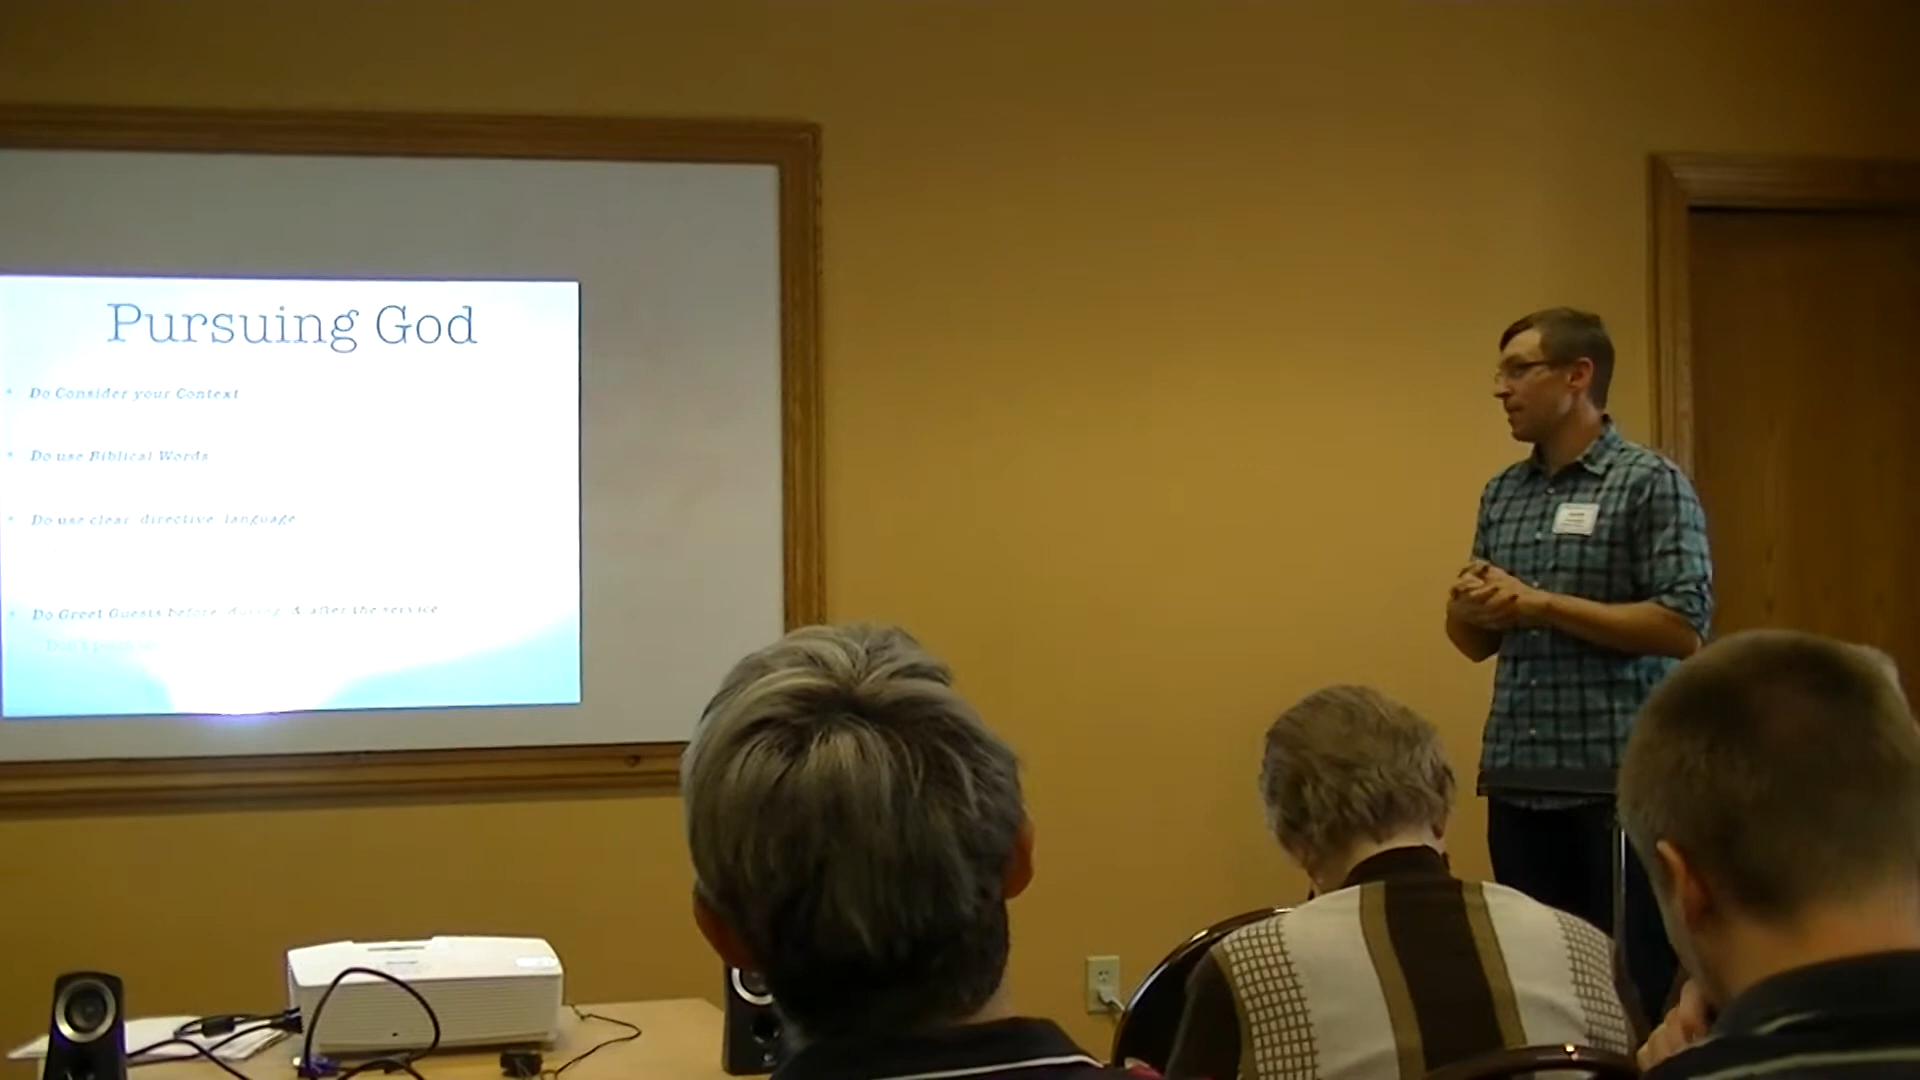 Pursuing God
• Do Consider your Context
• Do use Biblical Words
• Do use clear, directive, language
• Do Greet Guests before, during, & after the service
Don't